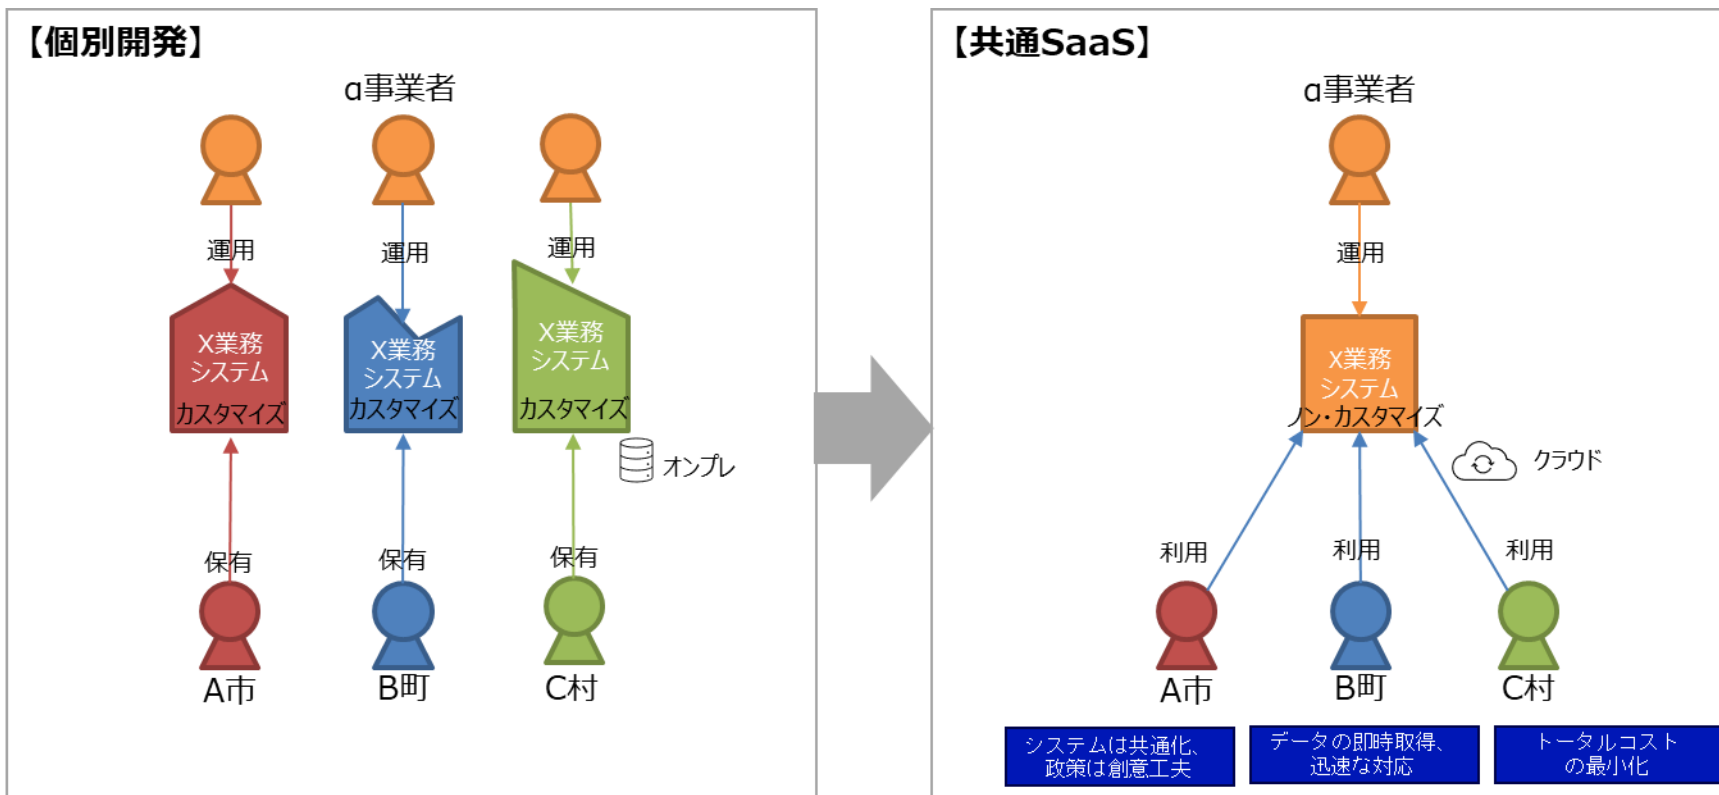 【個別開発】
α事業者
運用
運用
運用
X業務
システム
カスタマイズ
X業務
システム
カスタマイズ
X業務
システム
カスタマイズ
オンプレ
保有
保有
保有
A市
B町
C村
【共通SaaS】
α事業者
運用
X業務
システム
ノン・カスタマイズ
クラウド
利用
利用
利用
A市
B町
C村
システムは共通化、
政策は創意工夫
データの即時取得、
迅速な対応
トータルコスト
の最小化